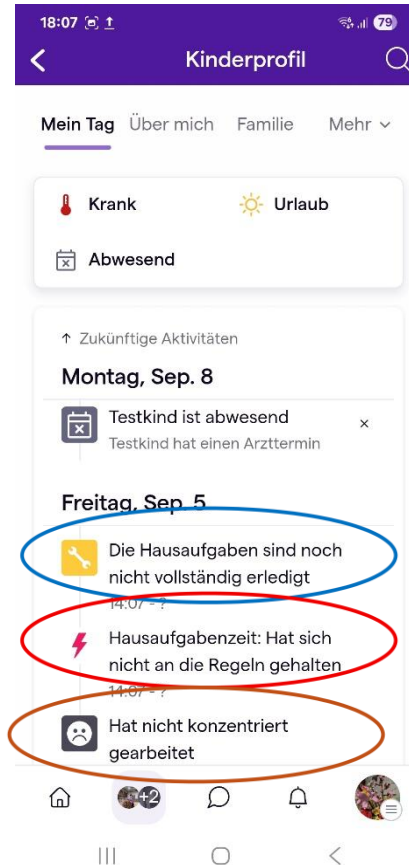 18:07 79
Kinderprofil
Mein Tag Über mich Familie Mehr
Krank Urlaub
Abwesend
↑ Zukünftige Aktivitäten
Montag, Sep. 8
Testkind ist abwesend ×
Testkind hat einen Arzttermin
Freitag, Sep. 5
Die Hausaufgaben sind noch
nicht vollständig erledigt
14:07 - ?
Hausaufgabenzeit: Hat sich
nicht an die Regeln gehalten
14:07 - ?
Hat nicht konzentriert
gearbeitet
+2